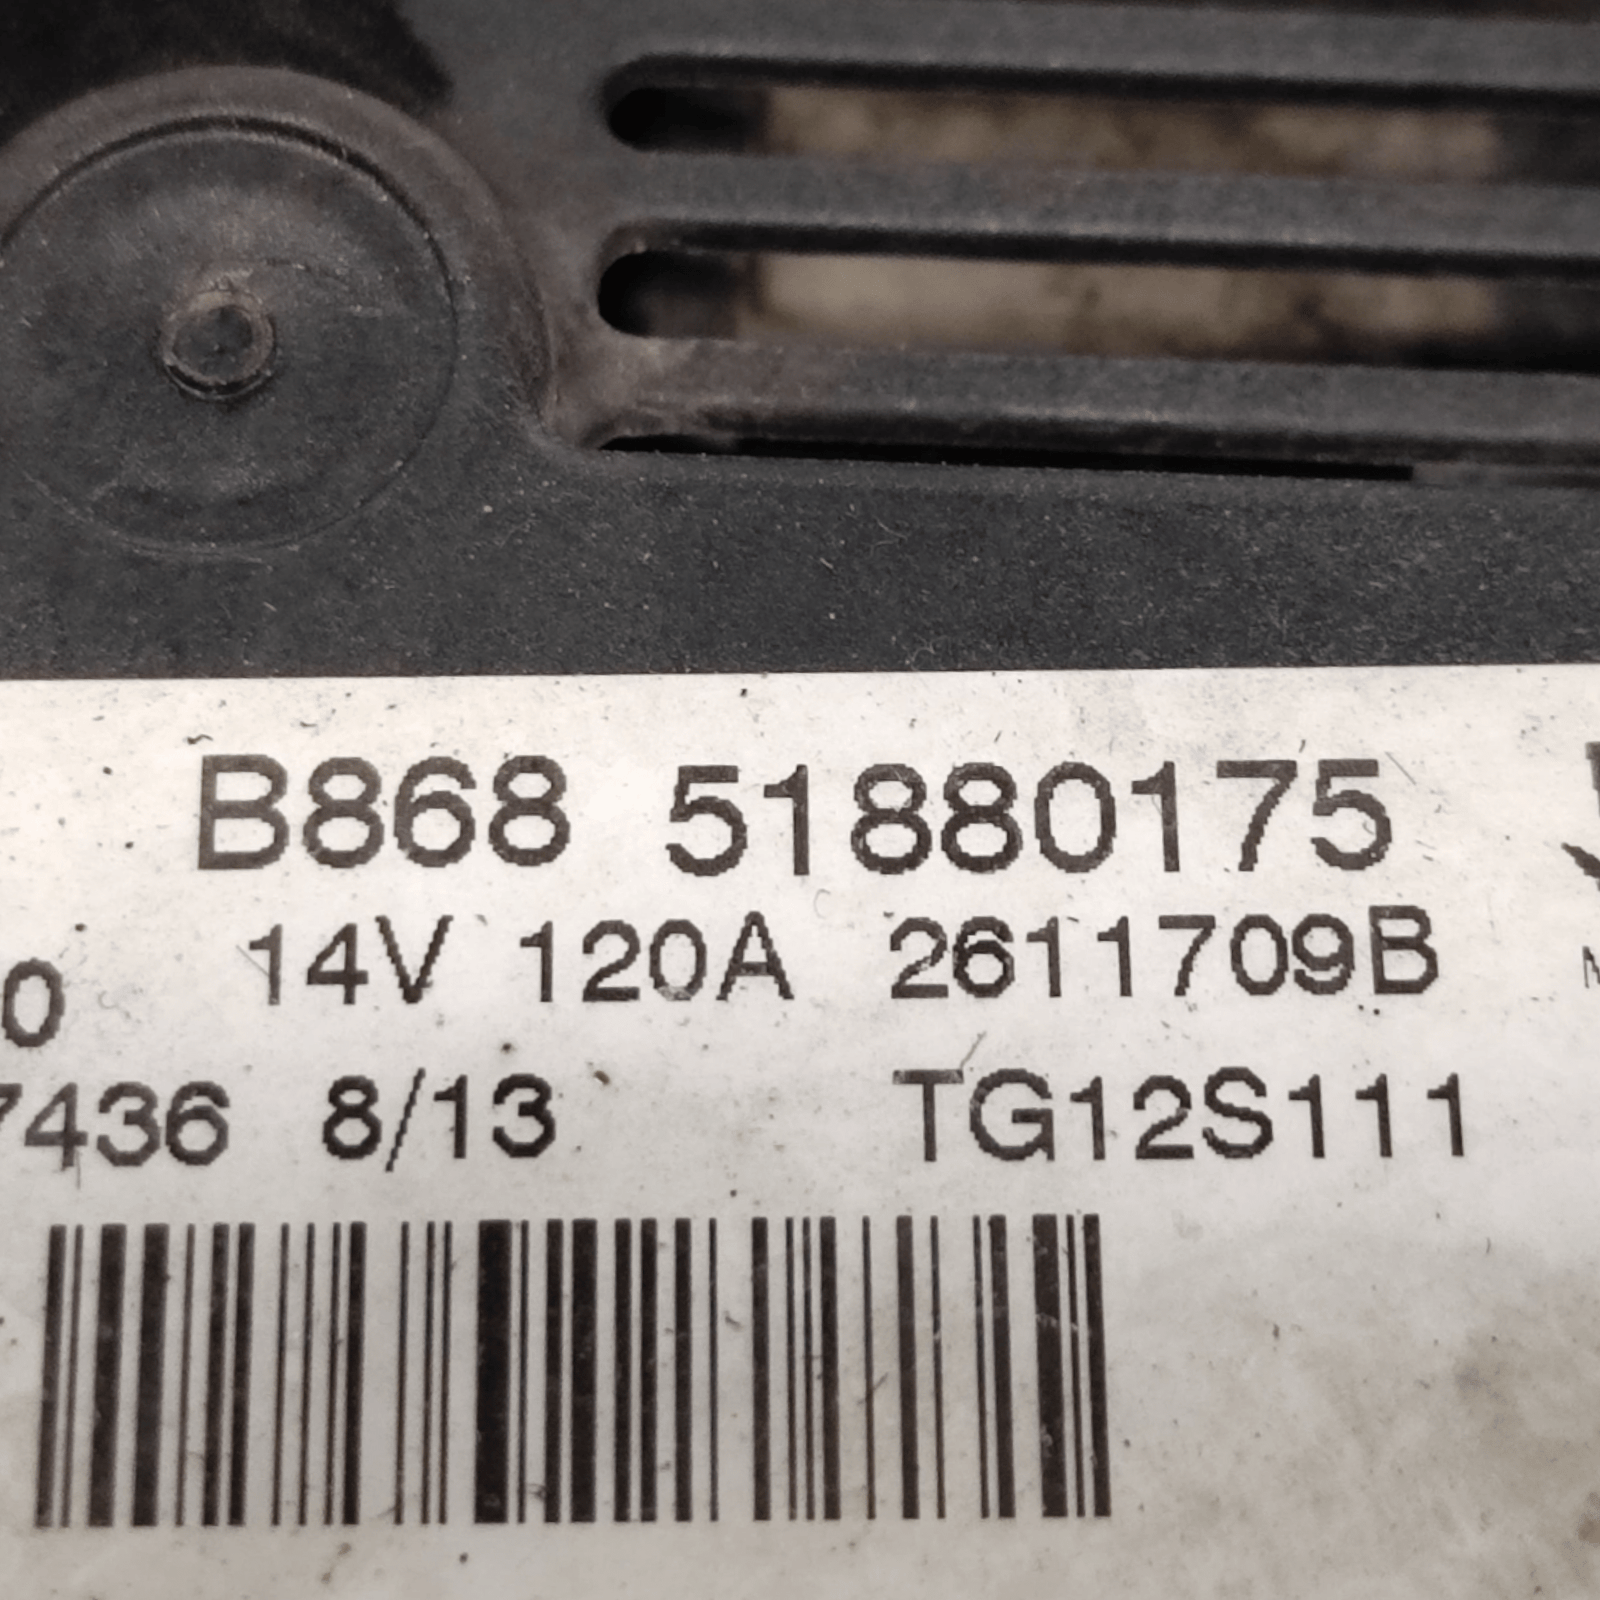 B868 51880175
14V 120A 2611709B
0
7436 8/13 TG12S111